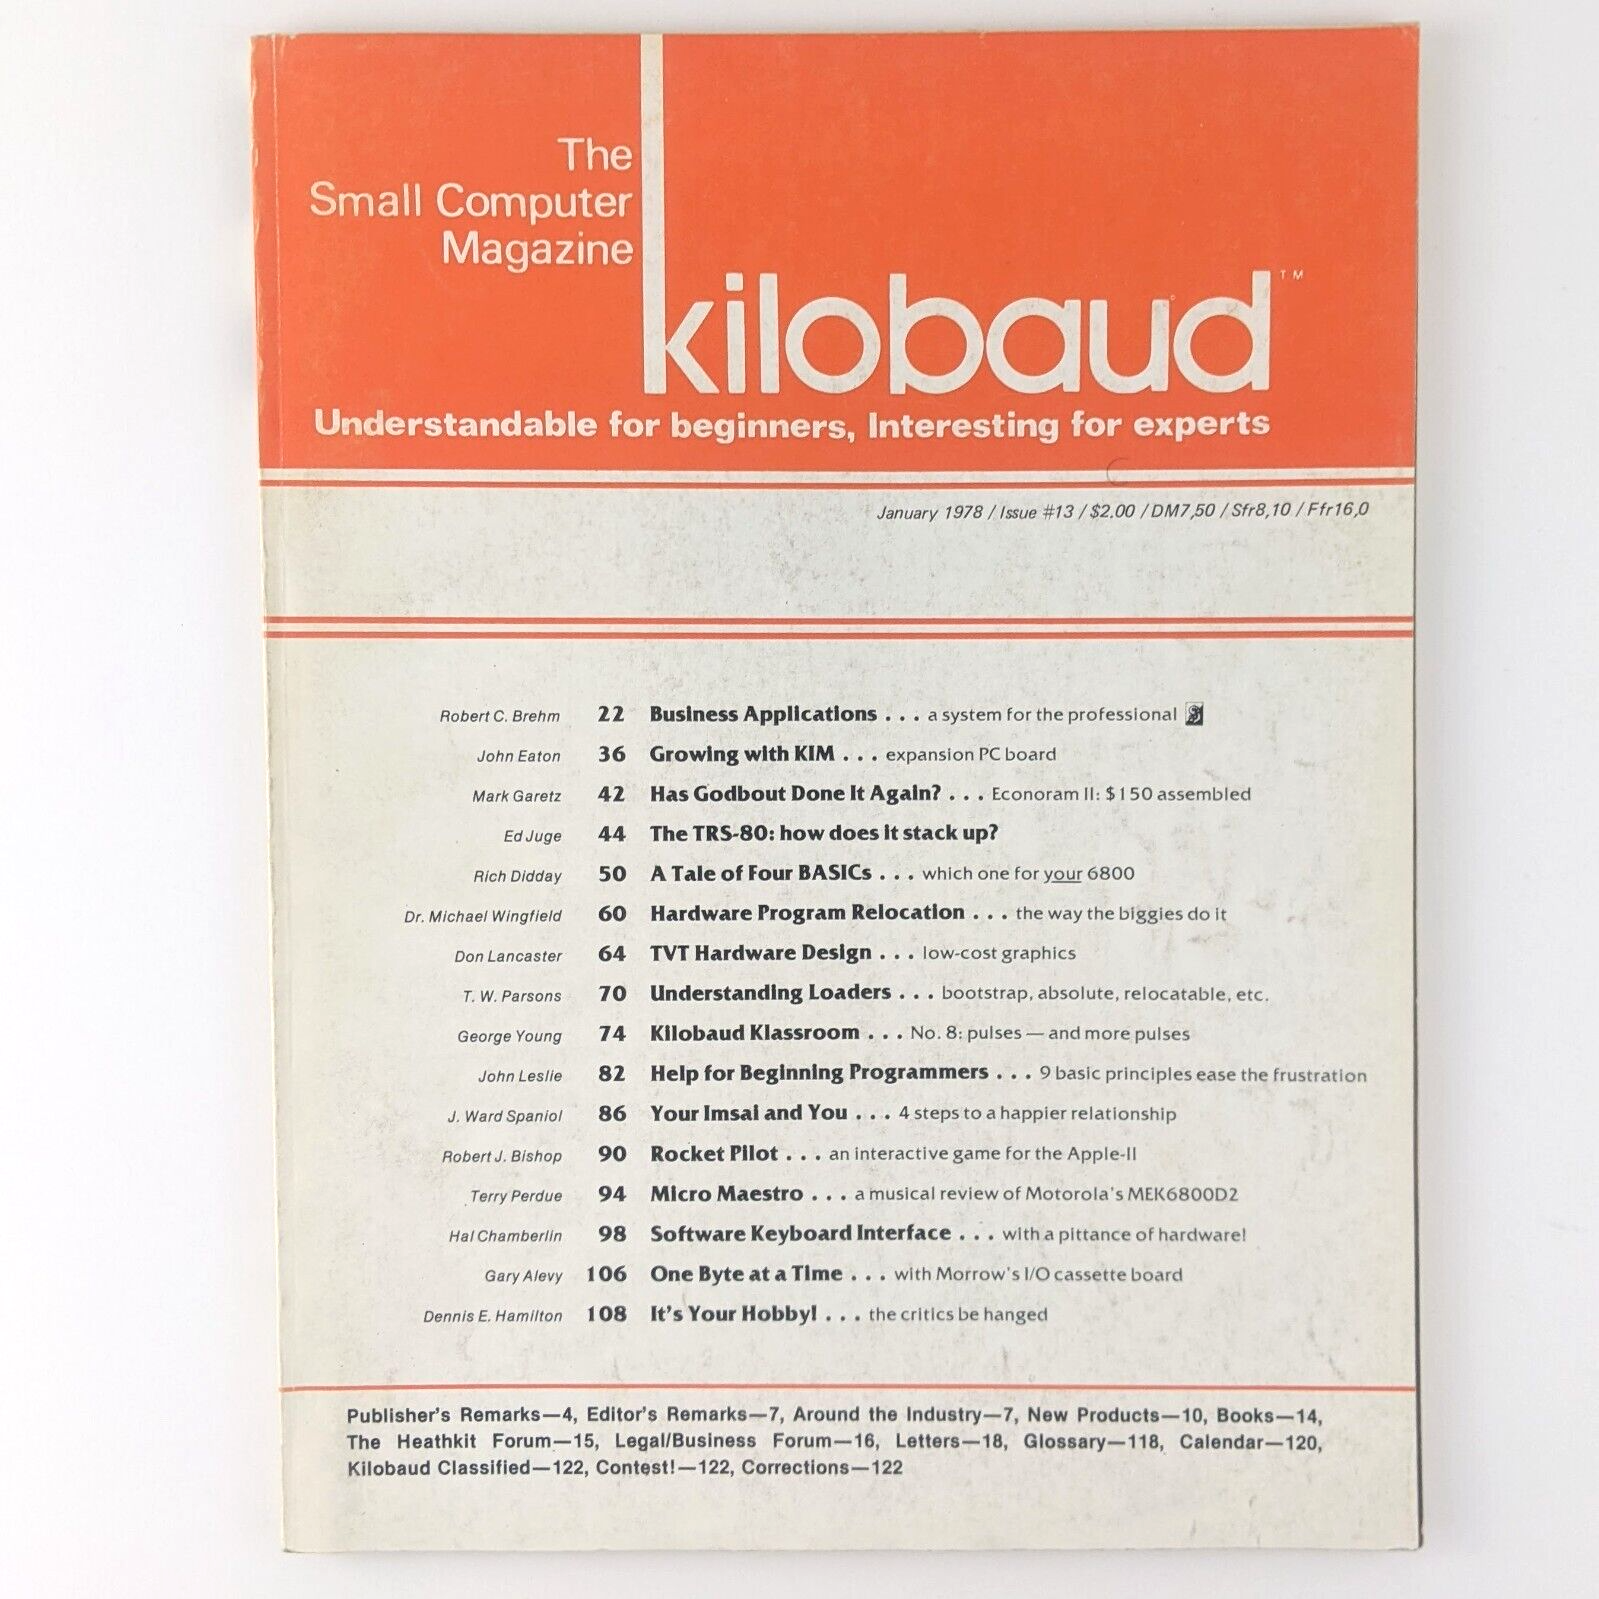 The
Small Computer
Magazine
kilobaud TM
Understandable for beginners, Interesting for experts
January 1978 / Issue #13 / $2.00 / DM7,50 / Sfr8,10 / Ffr16,0
Robert C. Brehm 22 Business Applications . . . a system for the professional
John Eaton 36 Growing with KIM . . . expansion PC board
Mark Garetz 42 Has Godbout Done It Again? . . . Econoram II: $150 assembled
Ed Juge 44 The TRS-80: how does it stack up?
Rich Didday 50 A Tale of Four BASICs . . . which one for your 6800
Dr. Michael Wingfield 60 Hardware Program Relocation . . . the way the biggies do it
Don Lancaster 64 TVT Hardware Design . . . low-cost graphics
T. W. Parsons 70 Understanding Loaders . . . bootstrap, absolute, relocatable, etc.
George Young 74 Kilobaud Klassroom . . . No. 8: pulses — and more pulses
John Leslie 82 Help for Beginning Programmers . . . 9 basic principles ease the frustration
J. Ward Spaniol 86 Your Imsai and You . . . 4 steps to a happier relationship
Robert J. Bishop 90 Rocket Pilot . . . an interactive game for the Apple-II
Terry Perdue 94 Micro Maestro . . . a musical review of Motorola's MEK6800D2
Hal Chamberlin 98 Software Keyboard Interface . . . with a pittance of hardware!
Gary Alevy 106 One Byte at a Time . . . with Morrow's I/O cassette board
Dennis E. Hamilton 108 It's Your Hobby! . . . the critics be hanged
Publisher's Remarks—4, Editor's Remarks—7, Around the Industry—7, New Products—10, Books—14,
The Heathkit Forum—15, Legal/Business Forum—16, Letters—18, Glossary—118, Calendar—120,
Kilobaud Classified—122, Contest!—122, Corrections—122